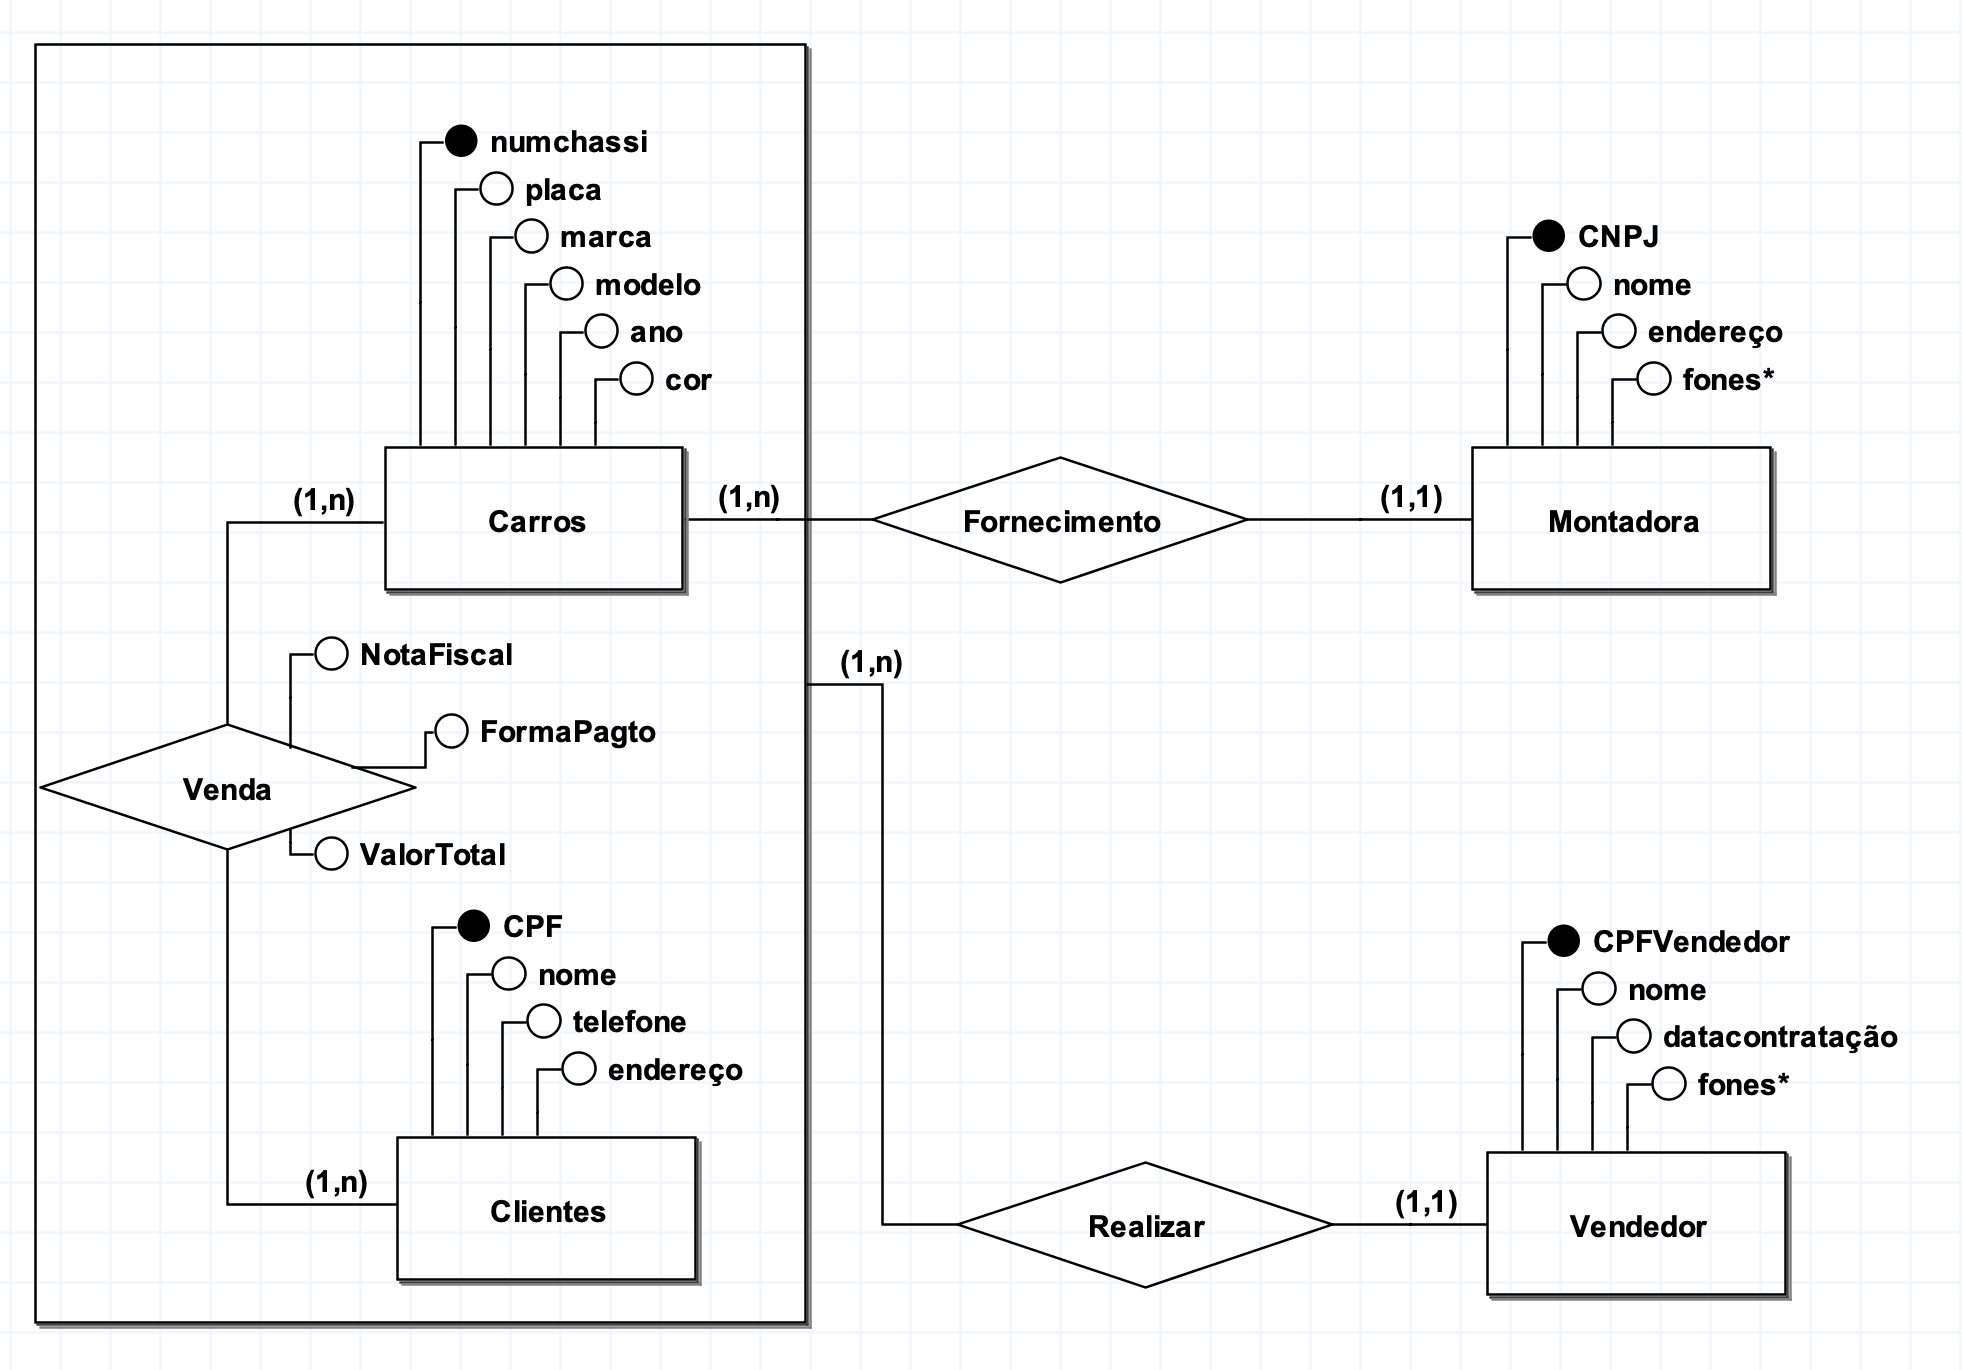 numchassi
placa
marca
modelo
ano
cor
CNPJ
nome
endereço
fones*
(1,n)
Carros
(1,n)
Fornecimento
(1,1)
Montadora
NotaFiscal
FormaPagto
Venda
ValorTotal
(1,n)
CPF
nome
telefone
endereço
(1,n)
Clientes
CPFVendedor
nome
datacontratação
fones*
Realizar
(1,1)
Vendedor